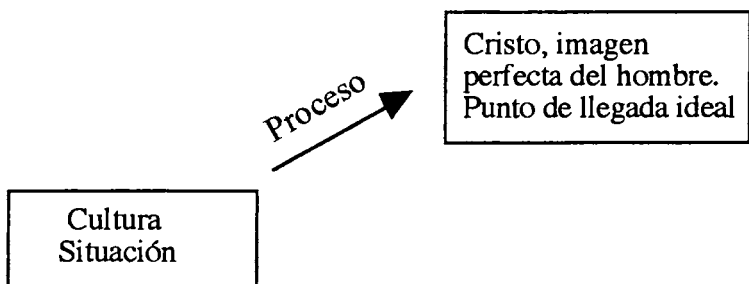 Cristo, imagen
perfecta del hombre.
Punto de llegada ideal
Proceso
Cultura
Situación